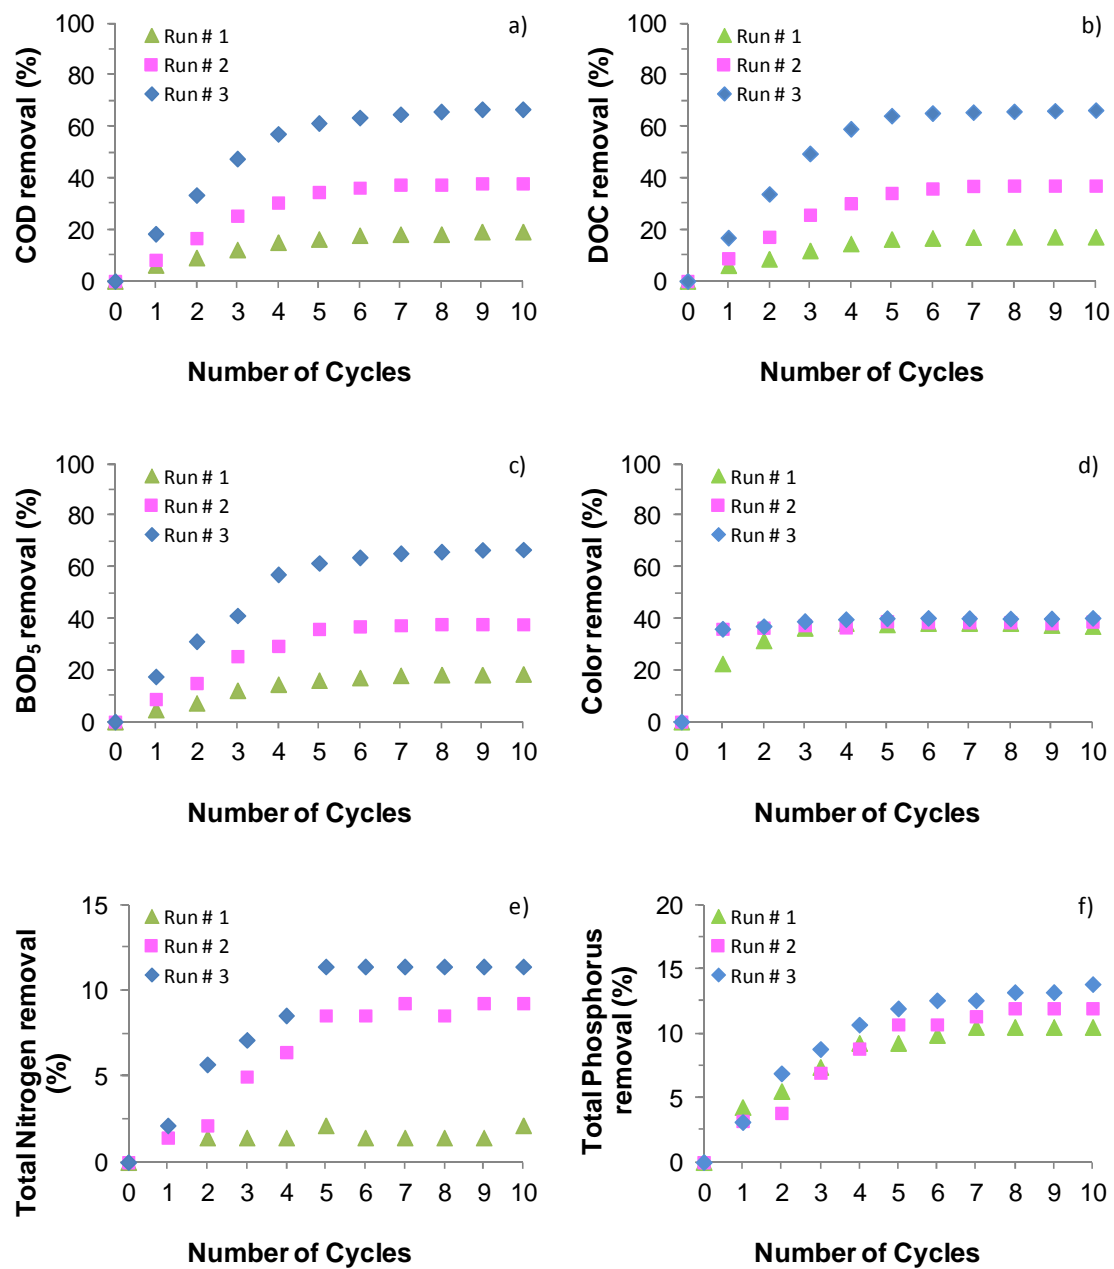 a)
COD removal (%)
100
80
60
40
20
0
Run # 1
Run # 2
Run # 3
0 1 2 3 4 5 6 7 8 9 10
Number of Cycles
b)
DOC removal (%)
100
80
60
40
20
0
Run # 1
Run # 2
Run # 3
0 1 2 3 4 5 6 7 8 9 10
Number of Cycles
c)
BOD5 removal (%)
100
80
60
40
20
0
Run # 1
Run # 2
Run # 3
0 1 2 3 4 5 6 7 8 9 10
Number of Cycles
d)
Color removal (%)
100
80
60
40
20
0
Run # 1
Run # 2
Run # 3
0 1 2 3 4 5 6 7 8 9 10
Number of Cycles
e)
Total Nitrogen removal
(%)
15
10
5
0
Run # 1
Run # 2
Run # 3
0 1 2 3 4 5 6 7 8 9 10
Number of Cycles
f)
Total Phosphorus
removal (%)
20
15
10
5
0
Run # 1
Run # 2
Run # 3
0 1 2 3 4 5 6 7 8 9 10
Number of Cycles